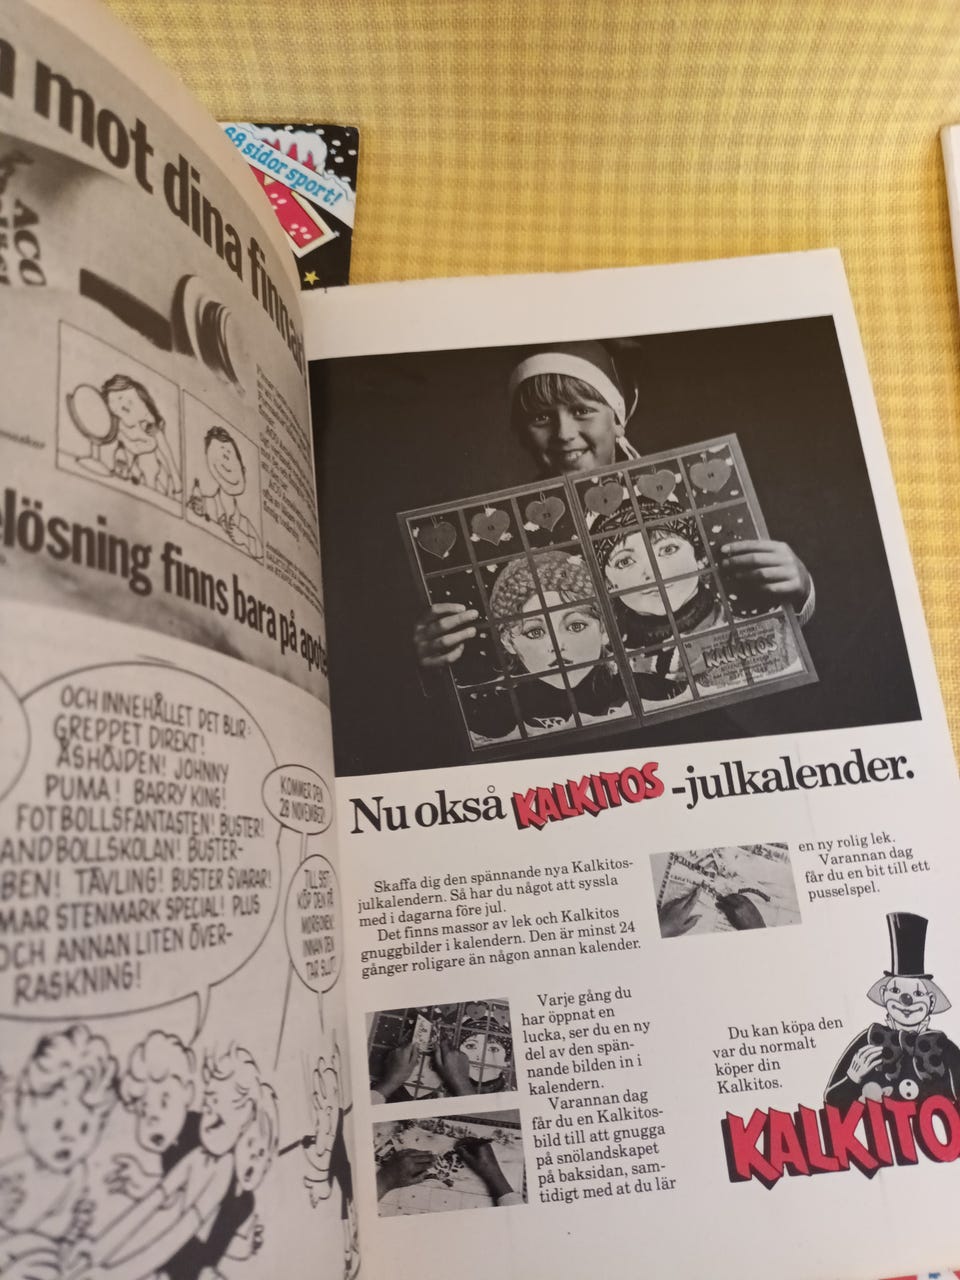 mot dina finnar
ACO
68 sidor sport!
lösning finns bara på
OCH INNEHÅLLET DET BLIR:
GREPPET DIREKT!
ÅSHÖJDEN! JOHNNY
PUMA! BARRY KING!
FOTBOLLSFANTASTEN! BUSTER!
ANDBOLLSKOLAN! BUSTER-
BEN! TÄVLING! BUSTER SVARAR!
MAR STENMARK SPECIAL! PLUS
OCH ANNAN LITEN ÖVER-
RASKNING!
KOMMER DEN
28 NOVEMBER!
TILL SIST
KÖP DEN PÅ
MORGONEN
INNAN DEN
TAR SLUT!
KALKITOS
Nu också KALKITOS -julkalender.
Skaffa dig den spännande nya Kalkitos-
julkalendern. Så har du något att syssla
med i dagarna före jul.
Det finns massor av lek och Kalkitos
gnuggbilder i kalendern. Den är minst 24
gånger roligare än någon annan kalender.
Varje gång du
har öppnat en
lucka, ser du en ny
del av den spän-
nande bilden in i
kalendern.
Varannan dag
får du en Kalkitos-
bild till att gnugga
på snölandskapet
på baksidan, sam-
tidigt med at du lär
en ny rolig lek.
Varannan dag
får du en bit till ett
pusselspel.
Du kan köpa den
var du normalt
köper din
Kalkitos.
KALKITO